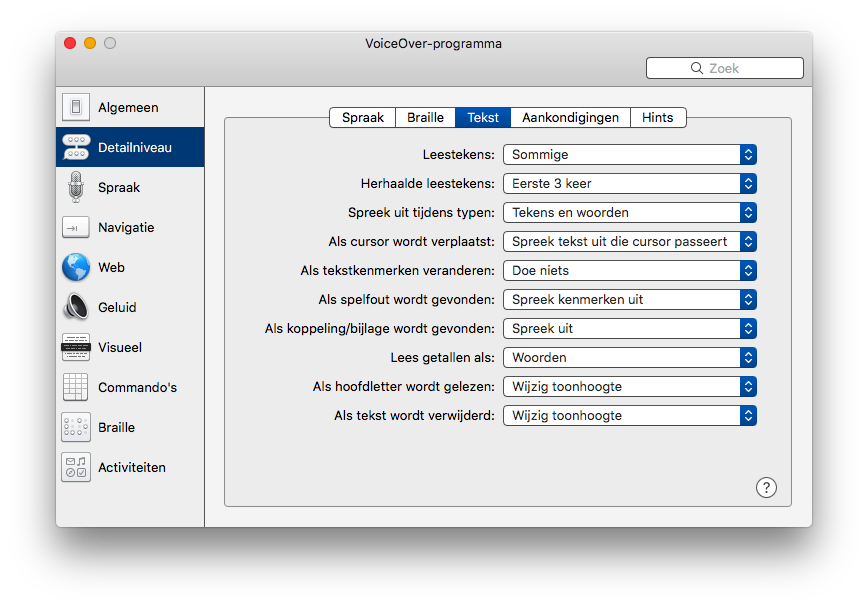 VoiceOver-programma
Zoek
Algemeen
Detailniveau
Spraak
Navigatie
Web
Geluid
Visueel
Commando's
Braille
Activiteiten
Spraak Braille Tekst Aankondigingen Hints
Leestekens: Sommige
Herhaalde leestekens: Eerste 3 keer
Spreek uit tijdens typen: Tekens en woorden
Als cursor wordt verplaatst: Spreek tekst uit die cursor passeert
Als tekstkenmerken veranderen: Doe niets
Als spelfout wordt gevonden: Spreek kenmerken uit
Als koppeling/bijlage wordt gevonden: Spreek uit
Lees getallen als: Woorden
Als hoofdletter wordt gelezen: Wijzig toonhoogte
Als tekst wordt verwijderd: Wijzig toonhoogte
?